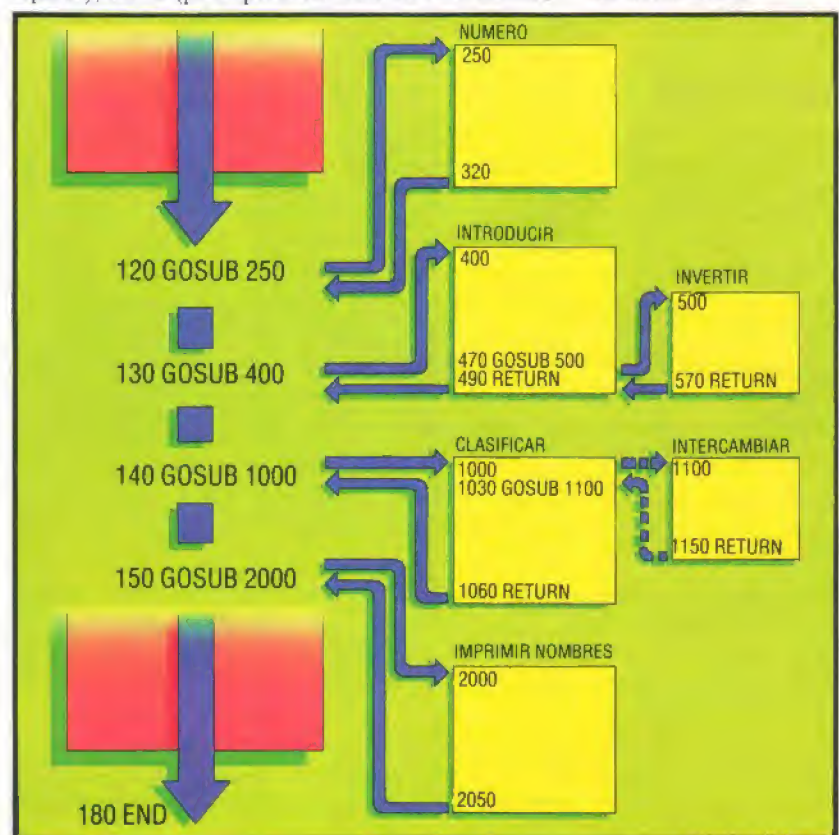 NUMERO
250
320
120 GOSUB 250
INTRODUCIR
400
470 GOSUB 500
490 RETURN
INVERTIR
500
570 RETURN
130 GOSUB 400
CLASIFICAR
1000
1030 GOSUB 1100
1060 RETURN
INTERCAMBIAR
1100
1150 RETURN
140 GOSUB 1000
150 GOSUB 2000
IMPRIMIR NOMBRES
2000
2050
180 END